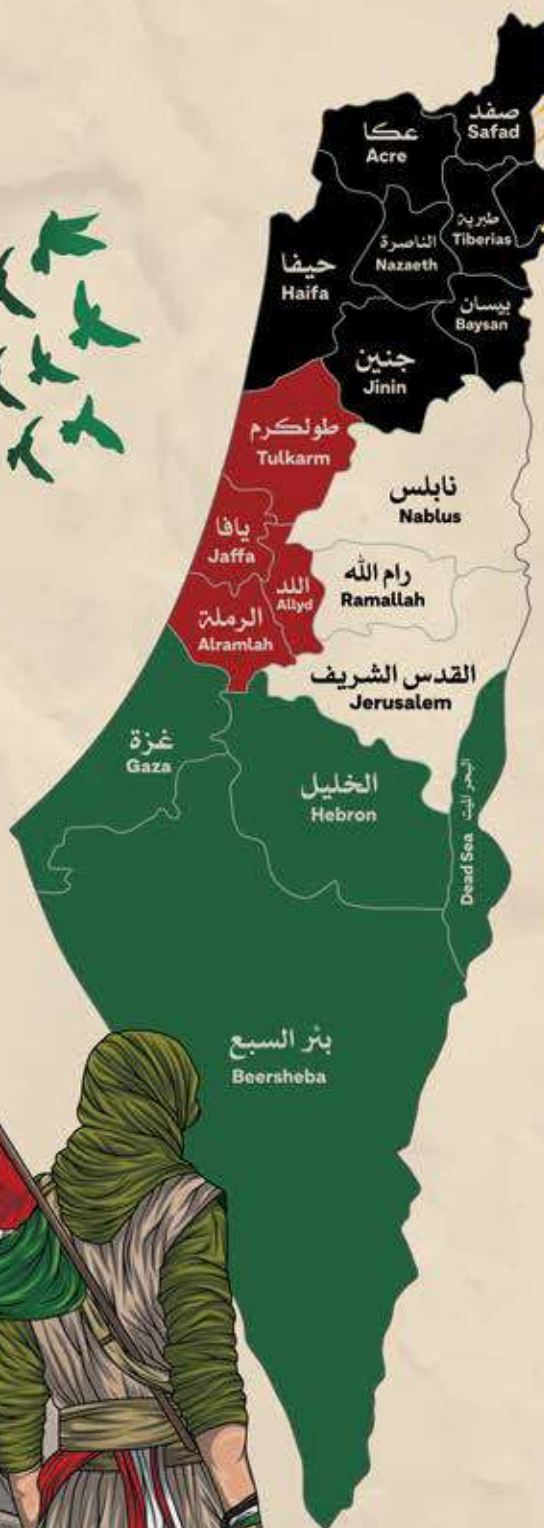 صفد
Safad
عكا
Acre
طبرية
Tiberias
الناصرة
Nazaeth
حيفا
Haifa
بيسان
Baysan
جنين
Jinin
طولكرم
Tulkarm
نابلس
Nablus
يافا
Jaffa
رام الله
Ramallah
اللد
Allyd
الرملة
Alramlah
القدس الشريف
Jerusalem
غزة
Gaza
الخليل
Hebron
البحر الميت
Dead Sea
بئر السبع
Beersheba